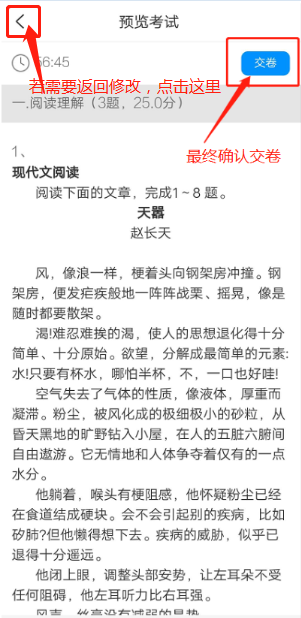 预览考试
56:45
交卷
若需要返回修改，点击这里
一.阅读理解（3题，25.0分）
最终确认交卷
1、
现代文阅读
阅读下面的文章，完成1~8 题。
天嚣
赵长天
风，像浪一样，梗着头向钢架房冲撞。钢
架房，便发疟疾般地一阵阵战栗、摇晃，像是
随时都要散架。
渴!难忍难挨的渴，使人的思想退化得十分
简单、十分原始。欲望，分解成最简单的元素:
水!只要有杯水，哪怕半杯，不，一口也好哇!
空气失去了气体的性质，像液体，厚重而
凝滞。粉尘，被风化成的极细极小的砂粒，从
昏天黑地的旷野钻入小屋，在人的五脏六腑间
自由遨游。它无情地和人体争夺着仅有的一点
水分。
他躺着，喉头有梗阻感，他怀疑粉尘已经
在食道结成硬块。会不会引起别的疾病，比如
矽肺?但他懒得想下去。疾病的威胁，似乎已
退得十分遥远。
他闭上眼，调整头部姿势，让左耳朵不受
任何阻碍，他左耳听力比右耳强。
风声，丝毫没有减弱的趋势